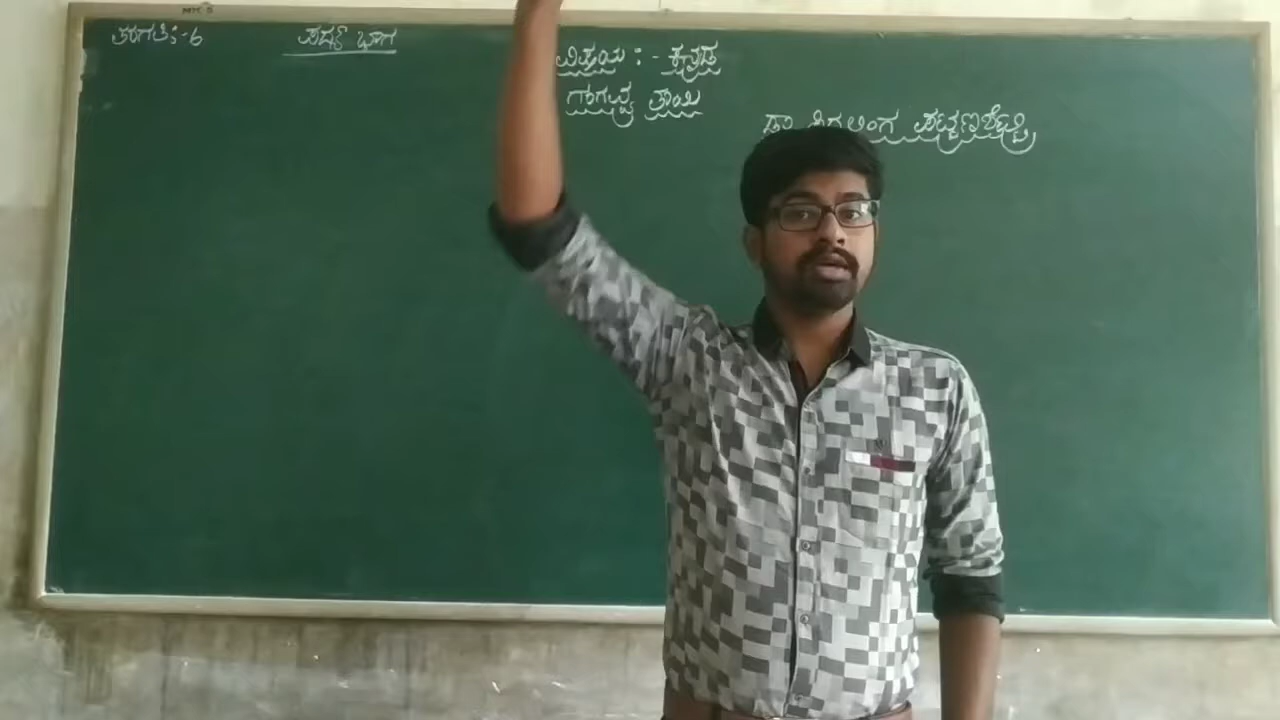 ತರಗತಿ:-6
ಪದ್ಯ ಭಾಗ
ವಿಷಯ :- ಕನ್ನಡ
ಗಂಗವ್ವ ತಾಯಿ
ಡಾ ಸಿದ್ಧಲಿಂಗ ಪಟ್ಟಣಶೆಟ್ಟಿ